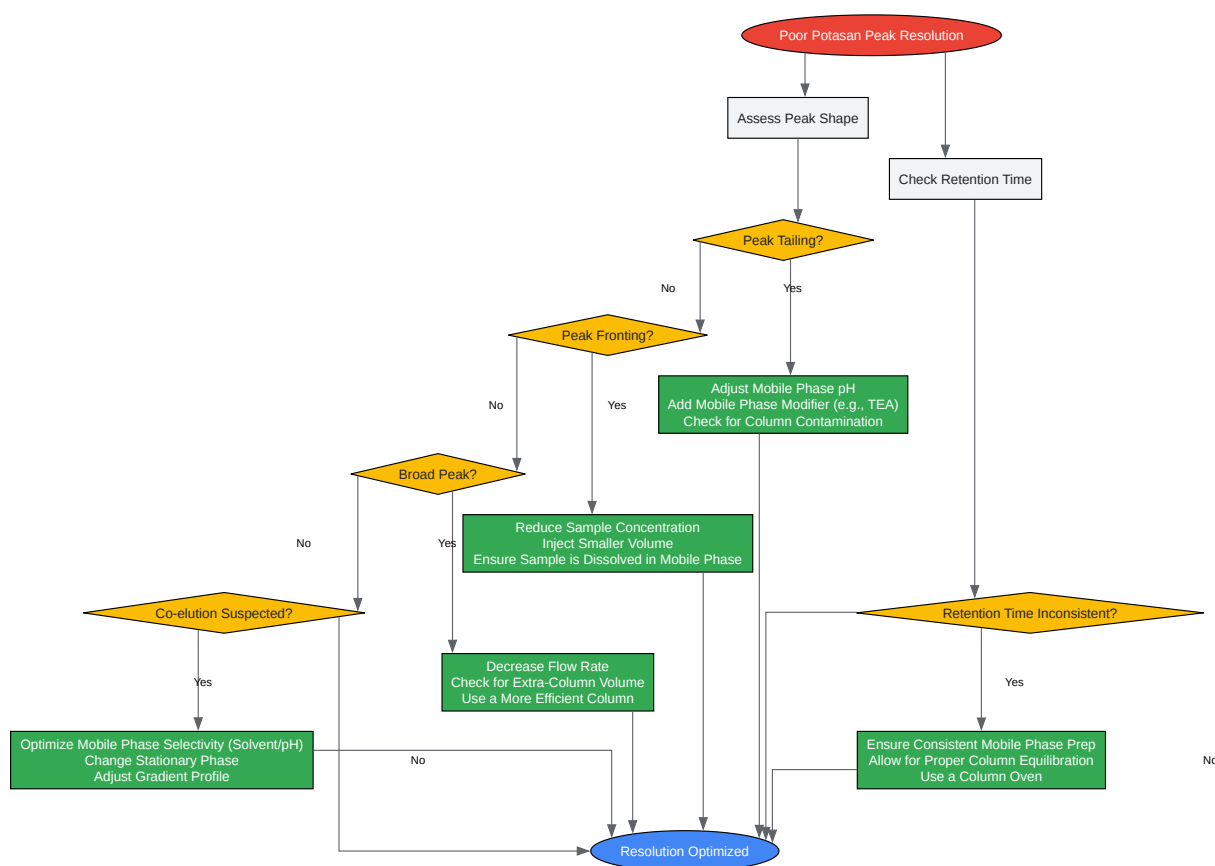 Poor Potasan Peak Resolution
Assess Peak Shape
Check Retention Time
Peak Tailing?
No
Yes
Peak Fronting?
Adjust Mobile Phase pH
Add Mobile Phase Modifier (e.g., TEA)
Check for Column Contamination
No
Yes
Broad Peak?
Reduce Sample Concentration
Inject Smaller Volume
Ensure Sample is Dissolved in Mobile Phase
No
Yes
Co-elution Suspected?
Retention Time Inconsistent?
Decrease Flow Rate
Check for Extra-Column Volume
Use a More Efficient Column
Yes
Yes
Optimize Mobile Phase Selectivity (Solvent/pH)
Change Stationary Phase
Adjust Gradient Profile
No
Ensure Consistent Mobile Phase Prep
Allow for Proper Column Equilibration
Use a Column Oven
No
Resolution Optimized